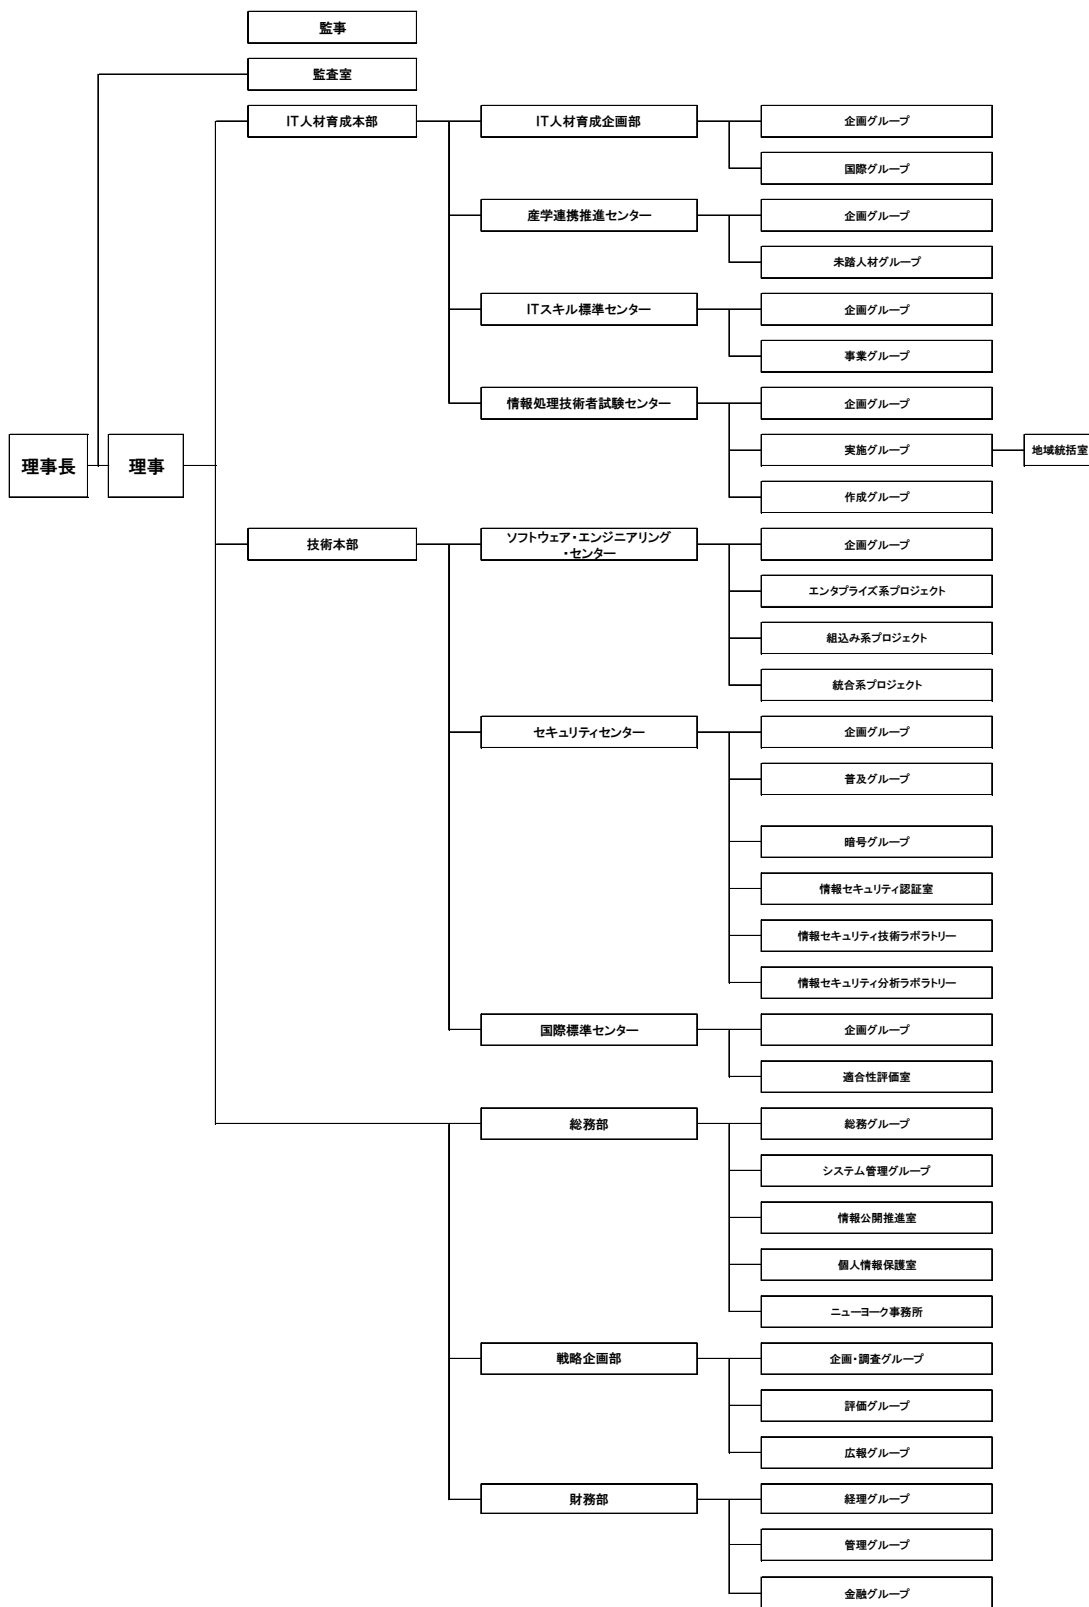 監事
監査室
IT人材育成本部
IT人材育成企画部
企画グループ
国際グループ
産学連携推進センター
企画グループ
未踏人材グループ
ITスキル標準センター
企画グループ
事業グループ
情報処理技術者試験センター
企画グループ
理事長
理事
実施グループ
地域統括室
作成グループ
技術本部
ソフトウェア・エンジニアリング
・センター
企画グループ
エンタプライズ系プロジェクト
組込み系プロジェクト
統合系プロジェクト
セキュリティセンター
企画グループ
普及グループ
暗号グループ
情報セキュリティ認証室
情報セキュリティ技術ラボラトリー
情報セキュリティ分析ラボラトリー
国際標準センター
企画グループ
適合性評価室
総務部
総務グループ
システム管理グループ
情報公開推進室
個人情報保護室
ニューヨーク事務所
戦略企画部
企画・調査グループ
評価グループ
広報グループ
財務部
経理グループ
管理グループ
金融グループ